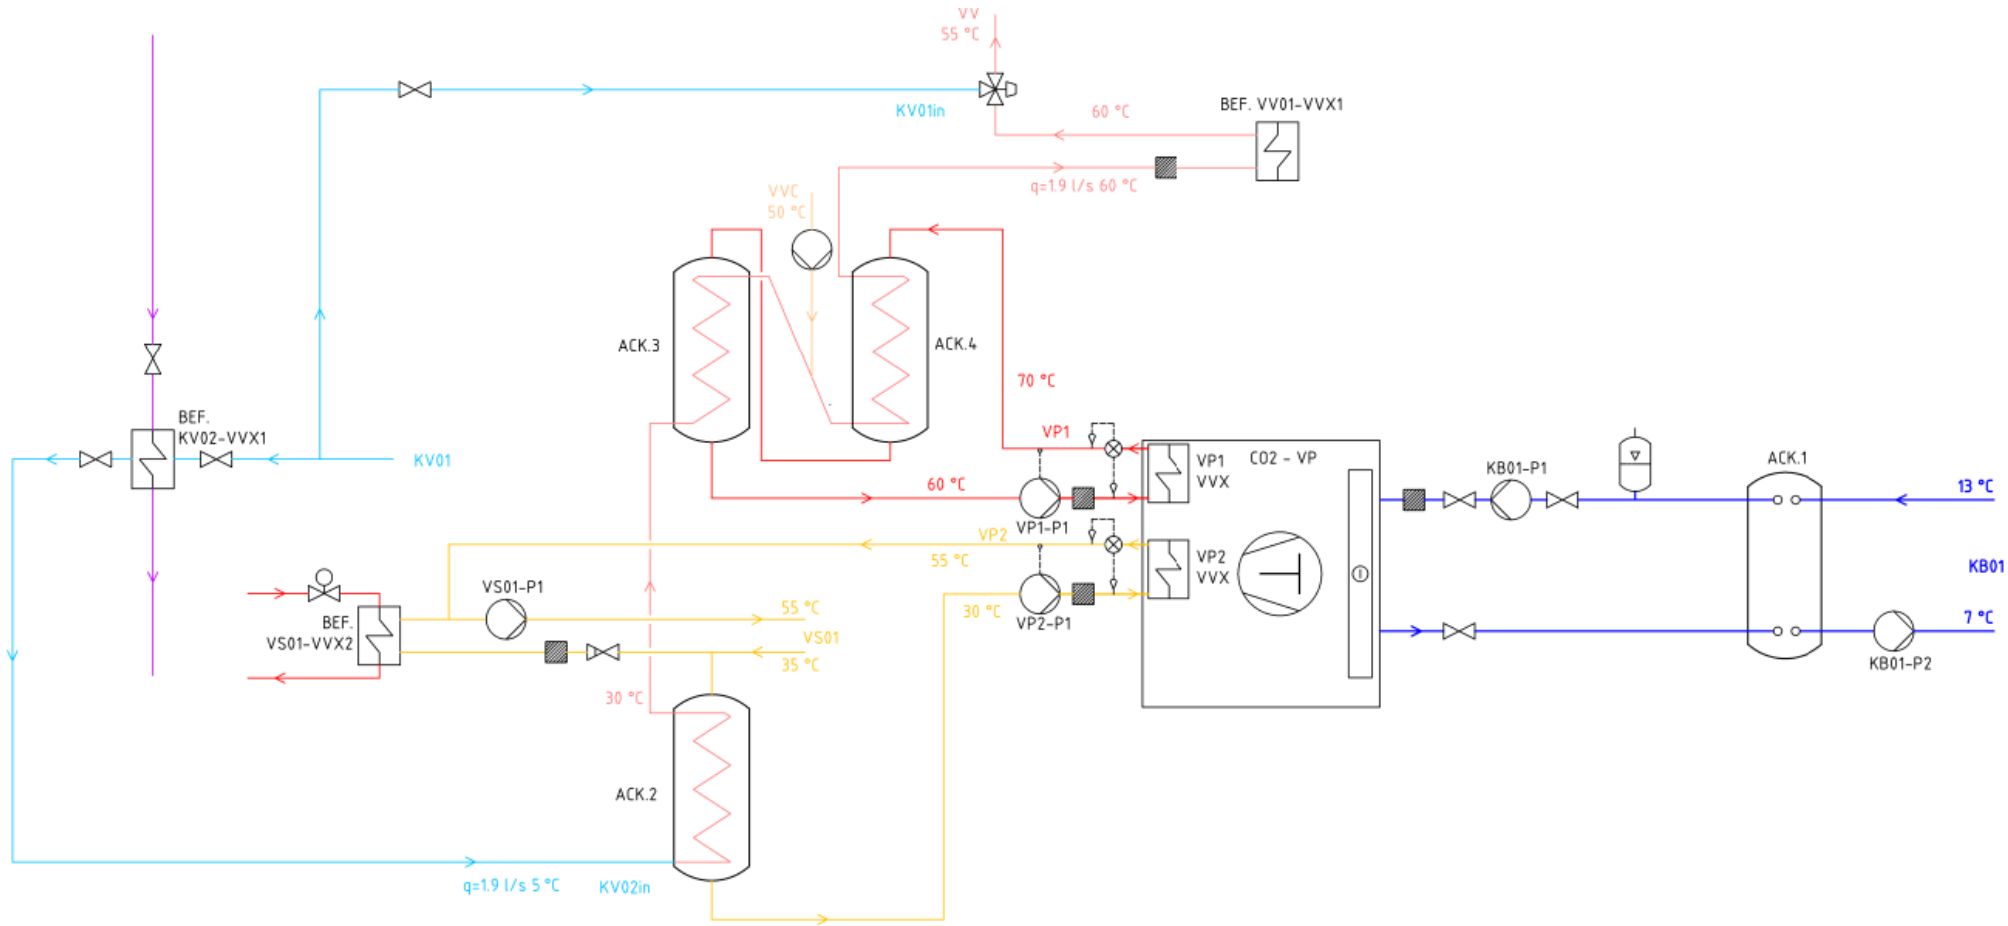 VV
55 °C
KV01in
60 °C
BEF. VV01-VVX1
q=1.9 l/s 60 °C
VVC
50 °C
ACK.3
ACK.4
70 °C
BEF.
KV02-VVX1
KV01
VP1
60 °C
VP1-P1
VP1
VVX
CO2 - VP
KB01-P1
ACK.1
13 °C
VP2
55 °C
VP2
VVX
KB01
VS01-P1
55 °C
30 °C
VP2-P1
7 °C
BEF.
VS01-VVX2
VS01
35 °C
KB01-P2
30 °C
ACK.2
q=1.9 l/s 5 °C
KV02in